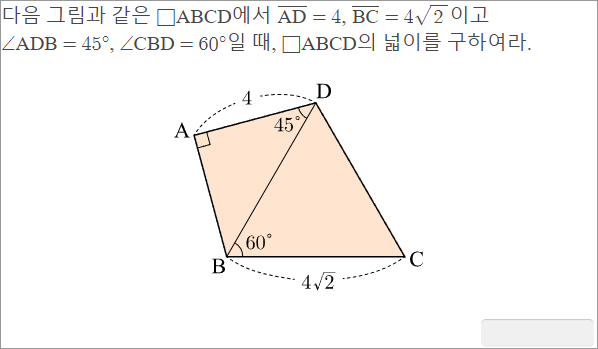 다음 그림과 같은 □ABCD에서 A̅D̅ = 4, B̅C̅ = 4√2 이고
∠ADB = 45°, ∠CBD = 60°일 때, □ABCD의 넓이를 구하여라.
D
4
A
45°
60°
B
C
4√2